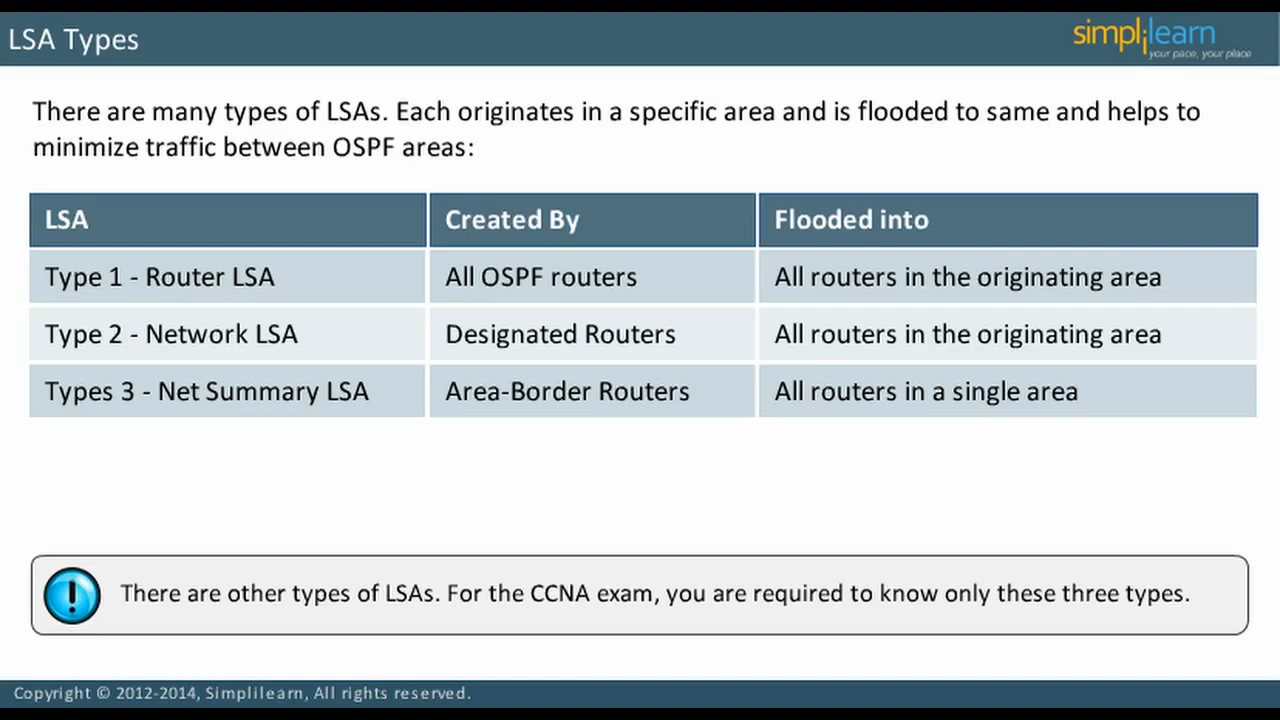 LSA Types
simplilearn
your pace, your place
There are many types of LSAs. Each originates in a specific area and is flooded to same and helps to
minimize traffic between OSPF areas:
LSA Created By Flooded into
Type 1 - Router LSA All OSPF routers All routers in the originating area
Type 2 - Network LSA Designated Routers All routers in the originating area
Types 3 - Net Summary LSA Area-Border Routers All routers in a single area
There are other types of LSAs. For the CCNA exam, you are required to know only these three types.
Copyright © 2012-2014, Simplilearn, All rights reserved.